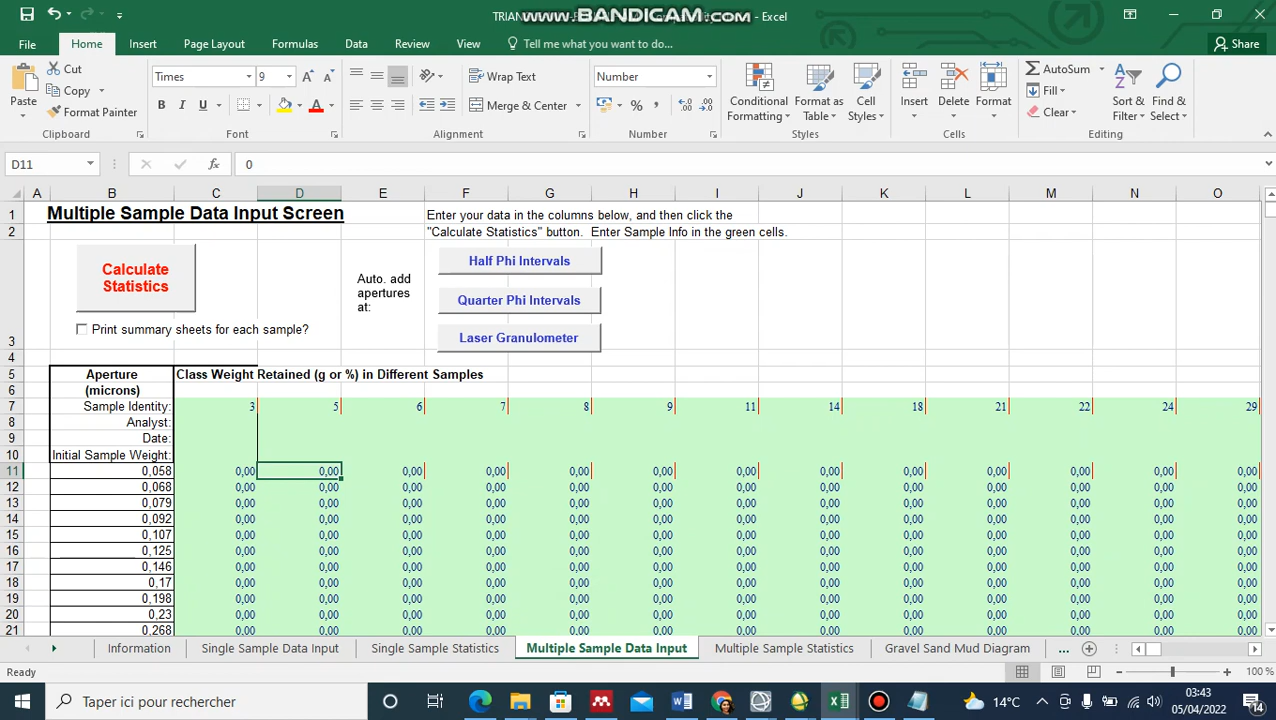 TRIAN
www.BANDICAM.com
- Excel
File Home Insert Page Layout Formulas Data Review View Tell me what you want to do... Share
Paste Cut Copy Format Painter
Times 9 B I U A
Wrap Text Merge & Center
Number %
Conditional Formatting Format as Table Cell Styles
Insert Delete Format
AutoSum Fill Clear Sort & Filter Find & Select
Clipboard Font Alignment Number Styles Cells Editing
D11 fx 0
A B C D E F G H I J K L M N O
1 Multiple Sample Data Input Screen Enter your data in the columns below, and then click the
2 "Calculate Statistics" button. Enter Sample Info in the green cells.
Calculate Statistics
Auto. add apertures at:
Half Phi Intervals
Quarter Phi Intervals
Laser Granulometer
Print summary sheets for each sample?
3
4
5 Aperture Class Weight Retained (g or %) in Different Samples
6 (microns)
7 Sample Identity: 3 5 6 7 8 9 11 14 18 21 22 24 29
8 Analyst:
9 Date:
10 Initial Sample Weight:
11 0,058 0,00 0,00 0,00 0,00 0,00 0,00 0,00 0,00 0,00 0,00 0,00 0,00 0,00
12 0,068 0,00 0,00 0,00 0,00 0,00 0,00 0,00 0,00 0,00 0,00 0,00 0,00 0,00
13 0,079 0,00 0,00 0,00 0,00 0,00 0,00 0,00 0,00 0,00 0,00 0,00 0,00 0,00
14 0,092 0,00 0,00 0,00 0,00 0,00 0,00 0,00 0,00 0,00 0,00 0,00 0,00 0,00
15 0,107 0,00 0,00 0,00 0,00 0,00 0,00 0,00 0,00 0,00 0,00 0,00 0,00 0,00
16 0,125 0,00 0,00 0,00 0,00 0,00 0,00 0,00 0,00 0,00 0,00 0,00 0,00 0,00
17 0,146 0,00 0,00 0,00 0,00 0,00 0,00 0,00 0,00 0,00 0,00 0,00 0,00 0,00
18 0,17 0,00 0,00 0,00 0,00 0,00 0,00 0,00 0,00 0,00 0,00 0,00 0,00 0,00
19 0,198 0,00 0,00 0,00 0,00 0,00 0,00 0,00 0,00 0,00 0,00 0,00 0,00 0,00
20 0,23 0,00 0,00 0,00 0,00 0,00 0,00 0,00 0,00 0,00 0,00 0,00 0,00 0,00
21 0,268 0,00 0,00 0,00 0,00 0,00 0,00 0,00 0,00 0,00 0,00 0,00 0,00 0,00
Information Single Sample Data Input Single Sample Statistics Multiple Sample Data Input Multiple Sample Statistics Gravel Sand Mud Diagram ...
Ready 100 %
Taper ici pour rechercher 14°C 03:43
05/04/2022 14